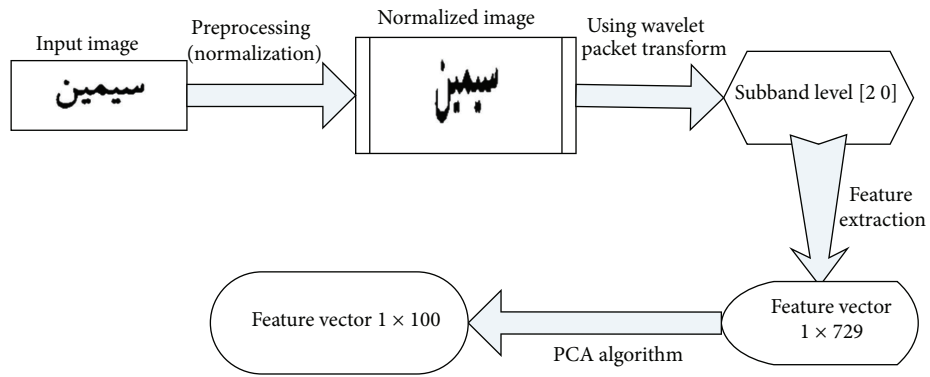 Input image
سیمین
Preprocessing
(normalization)
Normalized image
سیمین
Using wavelet
packet transform
Subband level [2 0]
Feature
extraction
Feature vector
1 × 729
PCA algorithm
Feature vector 1 × 100